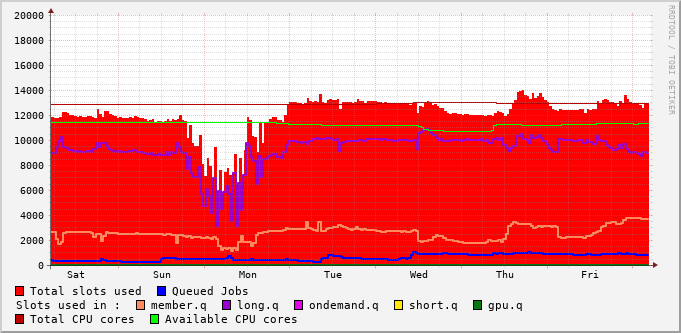 20000
18000
16000
14000
12000
10000
8000
6000
4000
2000
0
Sat Sun Mon Tue Wed Thu Fri
RRDTOOL / TOBI OETIKER
Total slots used Queued Jobs
Slots used in : member.q long.q ondemand.q short.q gpu.q
Total CPU cores Available CPU cores